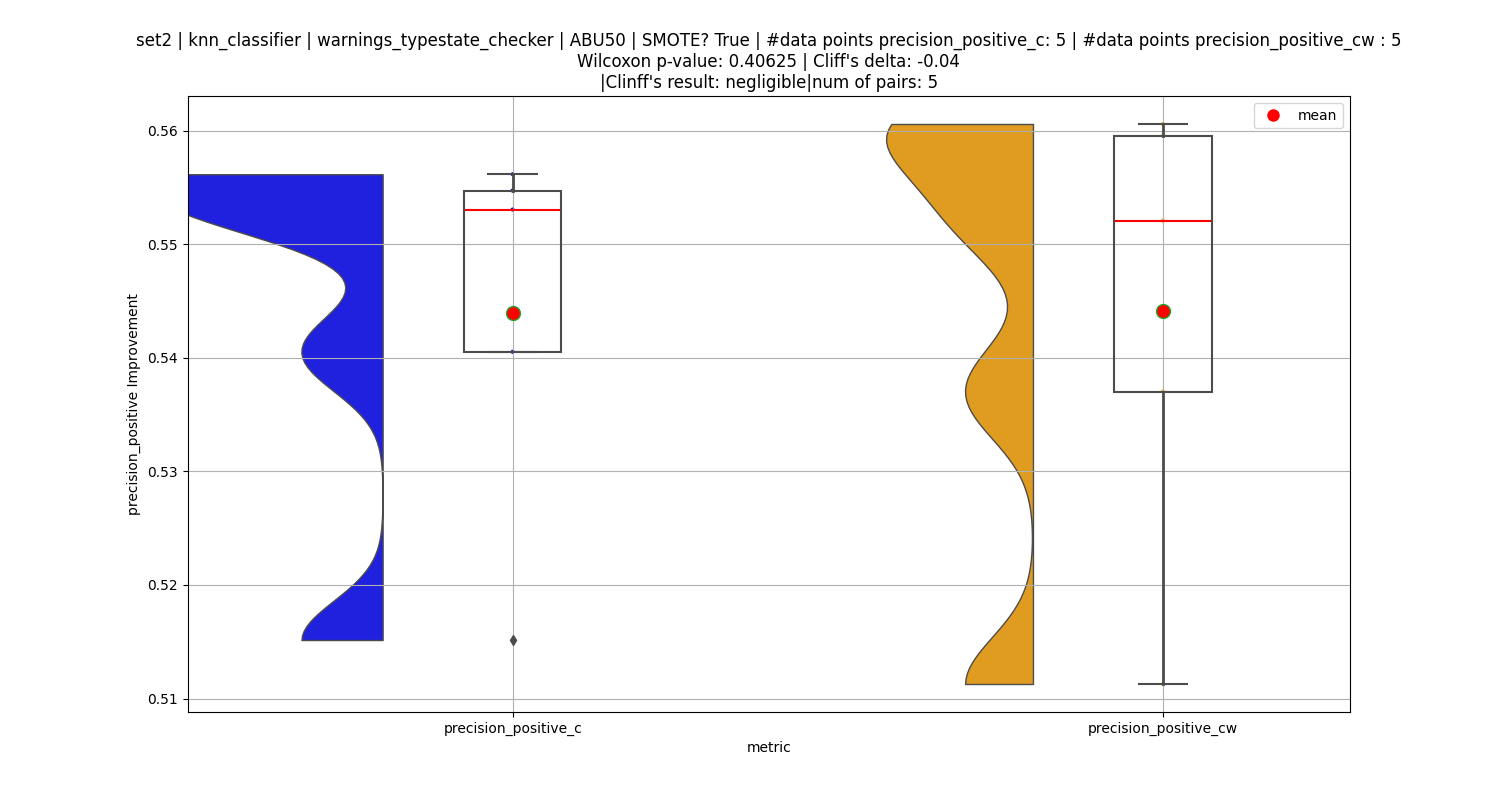 set2 | knn_classifier | warnings_typestate_checker | ABU50 | SMOTE? True | #data points precision_positive_c: 5 | #data points precision_positive_cw : 5
Wilcoxon p-value: 0.40625 | Cliff's delta: -0.04
|Clinff's result: negligible|num of pairs: 5
mean
0.56
0.55
0.54
0.53
0.52
0.51
precision_positive Improvement
precision_positive_c
precision_positive_cw
metric